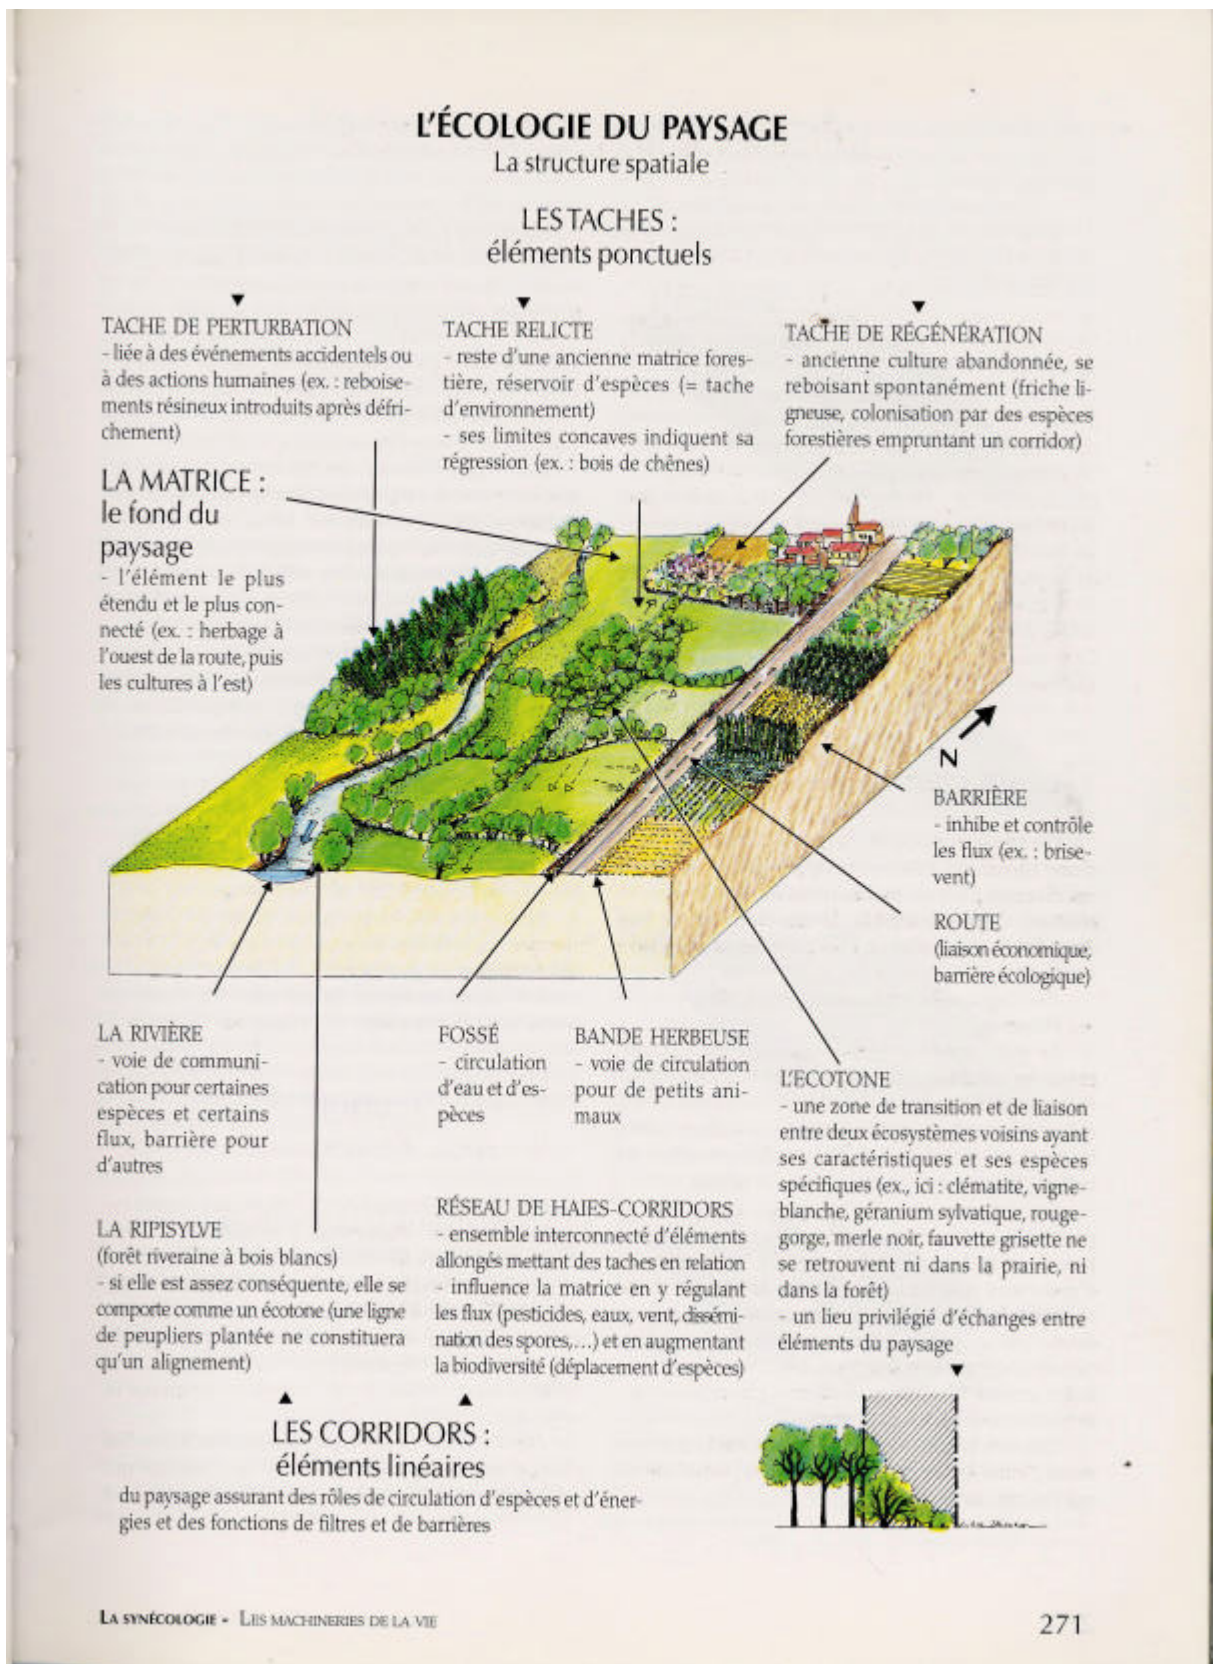 L'ÉCOLOGIE DU PAYSAGE
La structure spatiale
LES TACHES :
éléments ponctuels
TACHE DE PERTURBATION
- liée à des événements accidentels ou
à des actions humaines (ex. : reboise-
ments résineux introduits après défri-
chement)
TACHE RELICTE
- reste d'une ancienne matrice fores-
tière, réservoir d'espèces (= tache
d'environnement)
- ses limites concaves indiquent sa
régression (ex. : bois de chênes)
TACHE DE RÉGÉNÉRATION
- ancienne culture abandonnée, se
reboisant spontanément (friche li-
gneuse, colonisation par des espèces
forestières empruntant un corridor)
LA MATRICE :
le fond du
paysage
- l'élément le plus
étendu et le plus con-
necté (ex. : herbage à
l'ouest de la route, puis
les cultures à l'est)
N
BARRIÈRE
- inhibe et contrôle
les flux (ex. : brise-
vent)
ROUTE
(liaison économique,
barrière écologique)
LA RIVIÈRE
- voie de communi-
cation pour certaines
espèces et certains
flux, barrière pour
d'autres
FOSSÉ
- circulation
d'eau et d'es-
pèces
BANDE HERBEUSE
- voie de circulation
pour de petits ani-
maux
L'ECOTONE
- une zone de transition et de liaison
entre deux écosystèmes voisins ayant
ses caractéristiques et ses espèces
spécifiques (ex., ici : clématite, vigne-
blanche, géranium sylvatique, rouge-
gorge, merle noir, fauvette grisette ne
se retrouvent ni dans la prairie, ni
dans la forêt)
- un lieu privilégié d'échanges entre
éléments du paysage
LA RIPISYLVE
(forêt riveraine à bois blancs)
- si elle est assez conséquente, elle se
comporte comme un écotone (une ligne
de peupliers plantée ne constituera
qu'un alignement)
RÉSEAU DE HAIES-CORRIDORS
- ensemble interconnecté d'éléments
allongés mettant des taches en relation
- influence la matrice en y régulant
les flux (pesticides, eaux, vent, dissémi-
nation des spores,...) et en augmentant
la biodiversité (déplacement d'espèces)
LES CORRIDORS :
éléments linéaires
du paysage assurant des rôles de circulation d'espèces et d'éner-
gies et des fonctions de filtres et de barrières
LA SYNÉCOLOGIE - LES MACHINERIES DE LA VIE
271